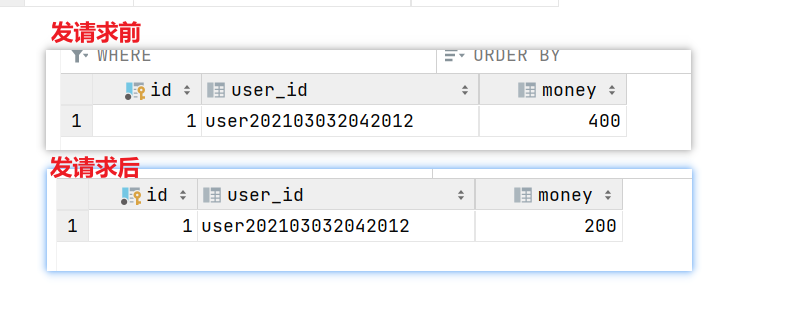 发请求前
WHERE ORDER BY
id user_id money
1 1 user202103032042012 400
发请求后
id user_id money
1 1 user202103032042012 200